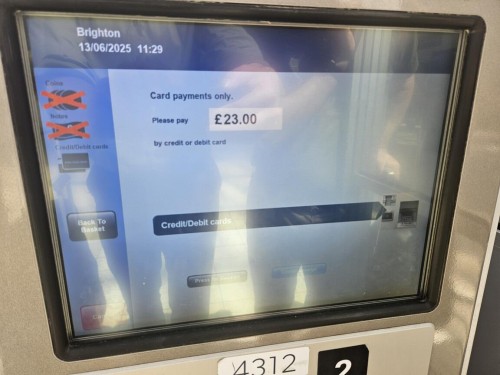 Brighton
13/06/2025 11:29
Coins
Notes
Credit/Debit cards
Card payments only.
Please pay £23.00
by credit or debit card
Back To
Basket
Credit/Debit cards
4312
2